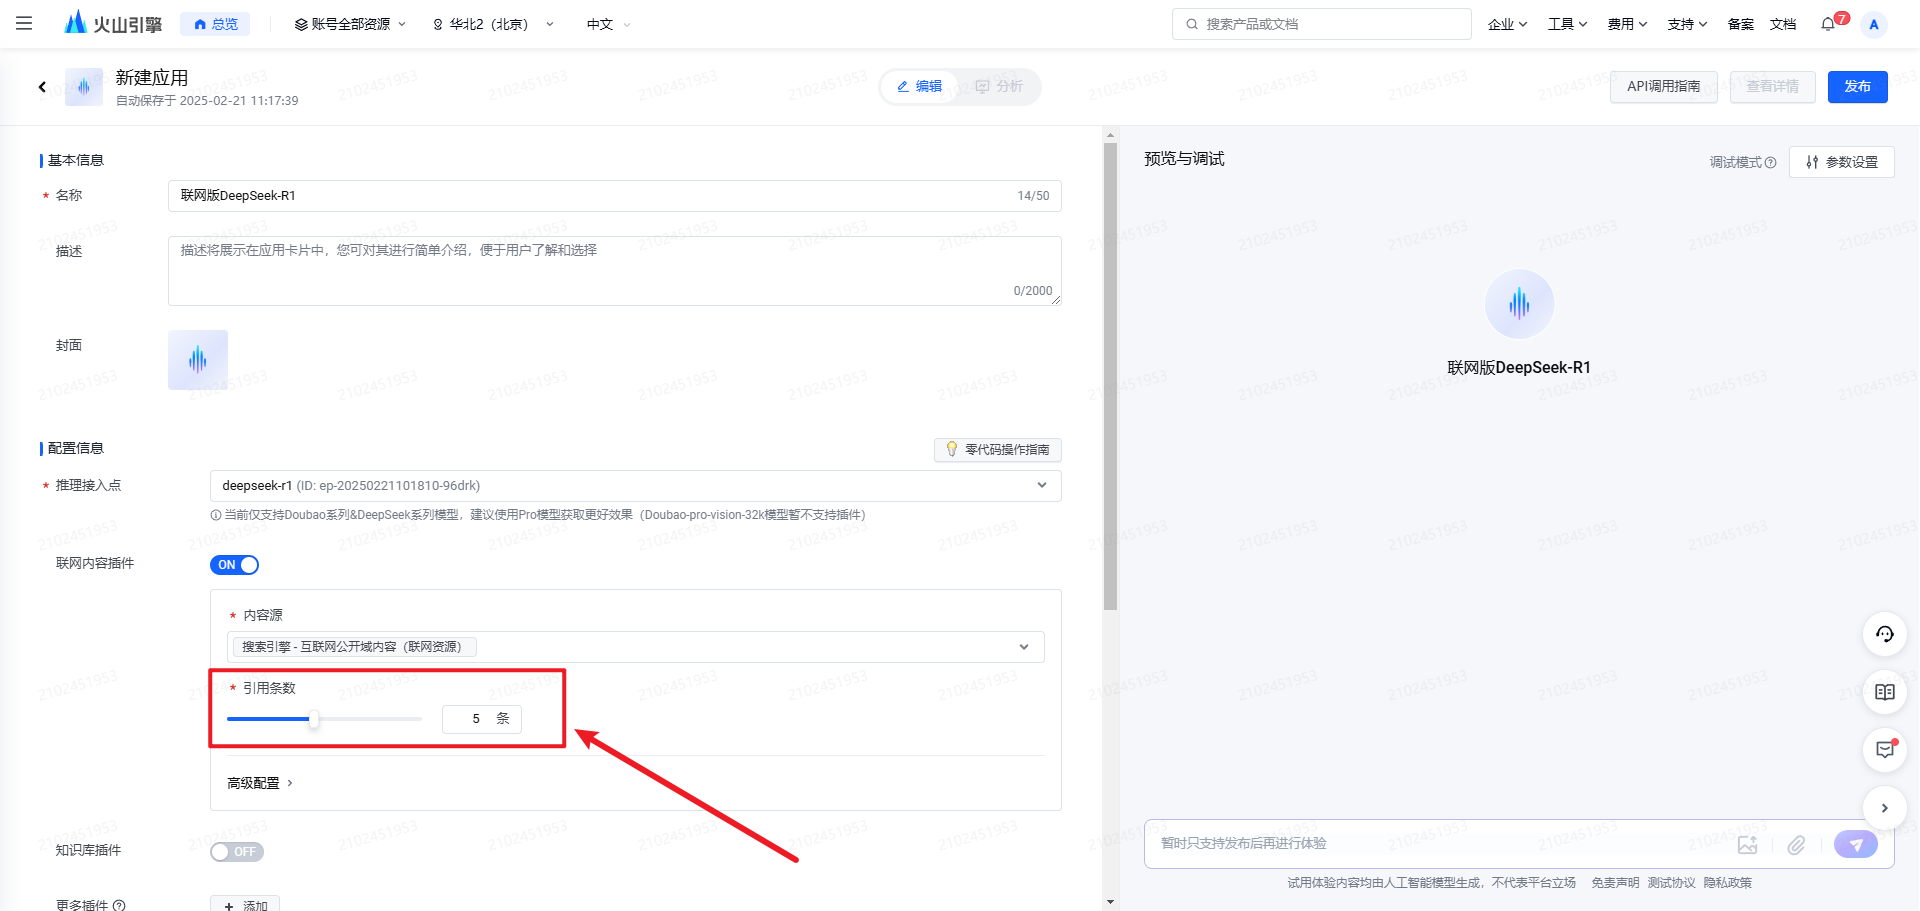 火山引擎
总览
账号全部资源
华北2（北京）
中文
搜索产品或文档
企业
工具
费用
支持
备案
文档
7
A
新建应用
自动保存于 2025-02-21 11:17:39
编辑
分析
API调用指南
查看详情
发布
基本信息
* 名称
联网版DeepSeek-R1
14/50
描述
描述将展示在应用卡片中，您可对其进行简单介绍，便于用户了解和选择
0/2000
封面
配置信息
零代码操作指南
* 推理接入点
deepseek-r1 (ID: ep-20250221101810-96drk)
当前仅支持Doubao系列&DeepSeek系列模型，建议使用Pro模型获取更好效果（Doubao-pro-vision-32k模型暂不支持插件）
联网内容插件
ON
* 内容源
搜索引擎 - 互联网公开域内容（联网资源）
* 引用条数
5 条
高级配置
知识库插件
OFF
更多插件
+ 添加
预览与调试
调试模式
参数设置
联网版DeepSeek-R1
暂时只支持发布后再进行体验
试用体验内容均由人工智能模型生成，不代表平台立场 免责声明 测试协议 隐私政策
2102451953